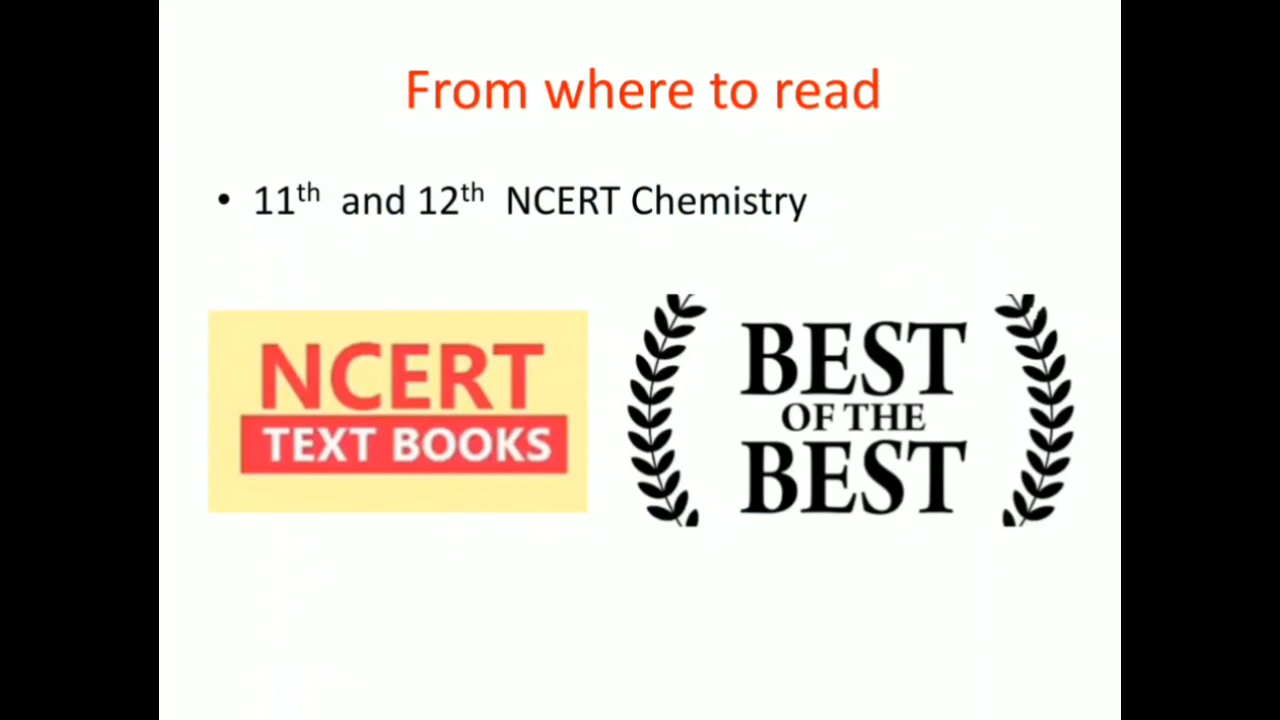 From where to read
• 11th and 12th NCERT Chemistry
NCERT
TEXT BOOKS
BEST
OF THE
BEST